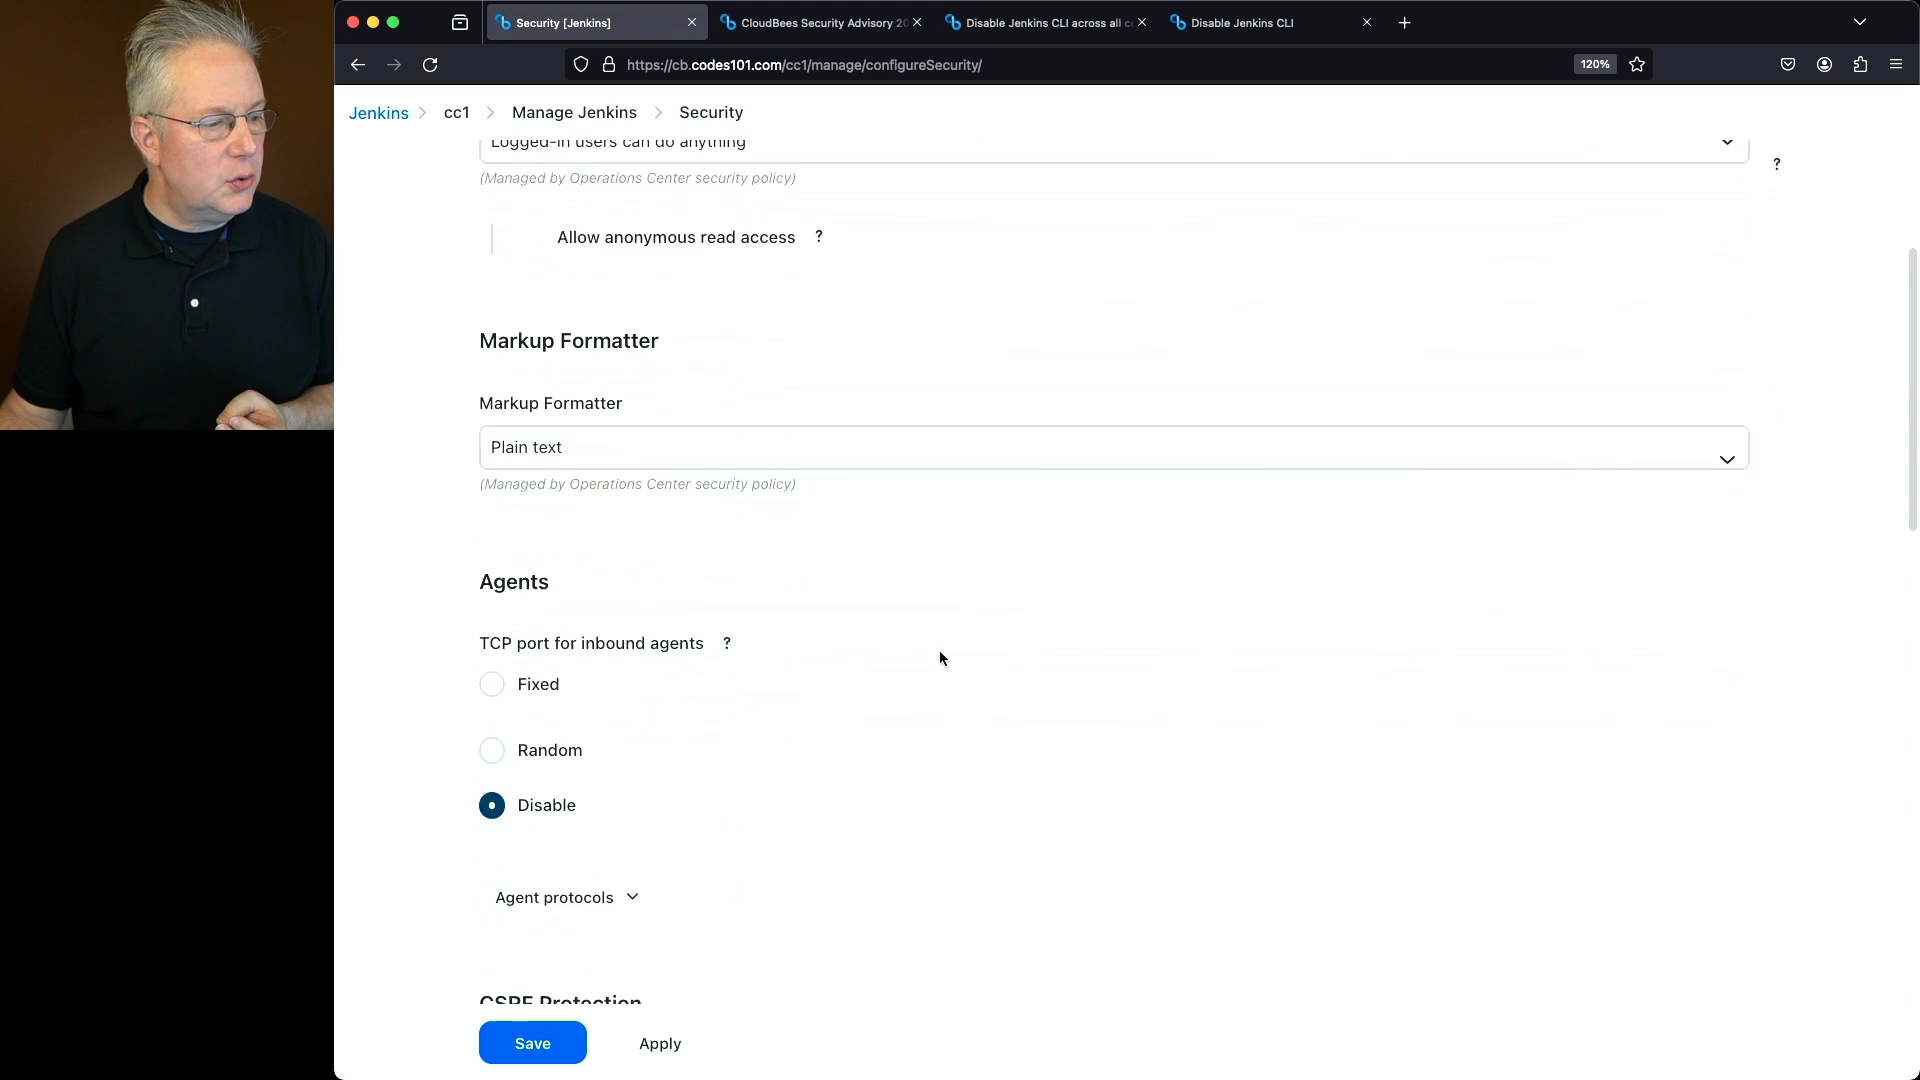 Security [Jenkins]
CloudBees Security Advisory 20
Disable Jenkins CLI across all c
Disable Jenkins CLI
https://cb.codes101.com/cc1/manage/configureSecurity/
120%
Jenkins > cc1 > Manage Jenkins > Security
Logged-in users can do anything
?
(Managed by Operations Center security policy)
Allow anonymous read access ?
Markup Formatter
Markup Formatter
Plain text
(Managed by Operations Center security policy)
Agents
TCP port for inbound agents ?
Fixed
Random
Disable
Agent protocols
CSRF Protection
Save
Apply